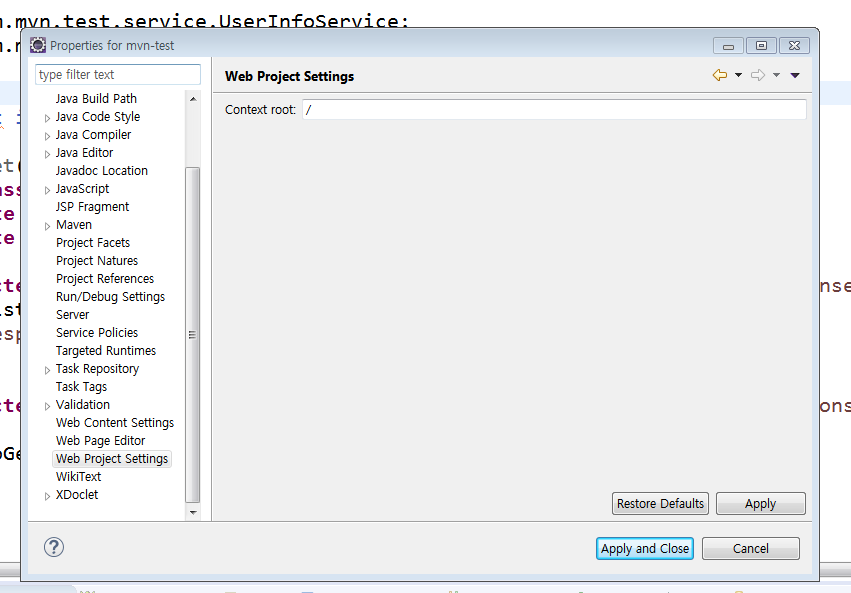 n.mvn.test.service.UserInfoService;
Properties for mvn-test
type filter text
Web Project Settings
Java Build Path
Java Code Style
Java Compiler
Java Editor
Javadoc Location
JavaScript
JSP Fragment
Maven
Project Facets
Project Natures
Project References
Run/Debug Settings
Server
Service Policies
Targeted Runtimes
Task Repository
Task Tags
Validation
Web Content Settings
Web Page Editor
Web Project Settings
WikiText
XDoclet
Context root: /
Restore Defaults
Apply
?
Apply and Close
Cancel